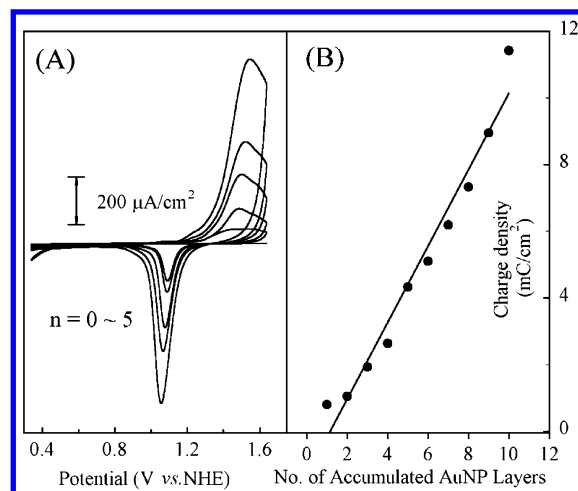 (A)
200 μA/cm²
n = 0 ~ 5
0.4 0.8 1.2 1.6
Potential (V vs.NHE)
(B)
12
8
4
0
Charge density
(mC/cm²)
0 2 4 6 8 10 12
No. of Accumulated AuNP Layers